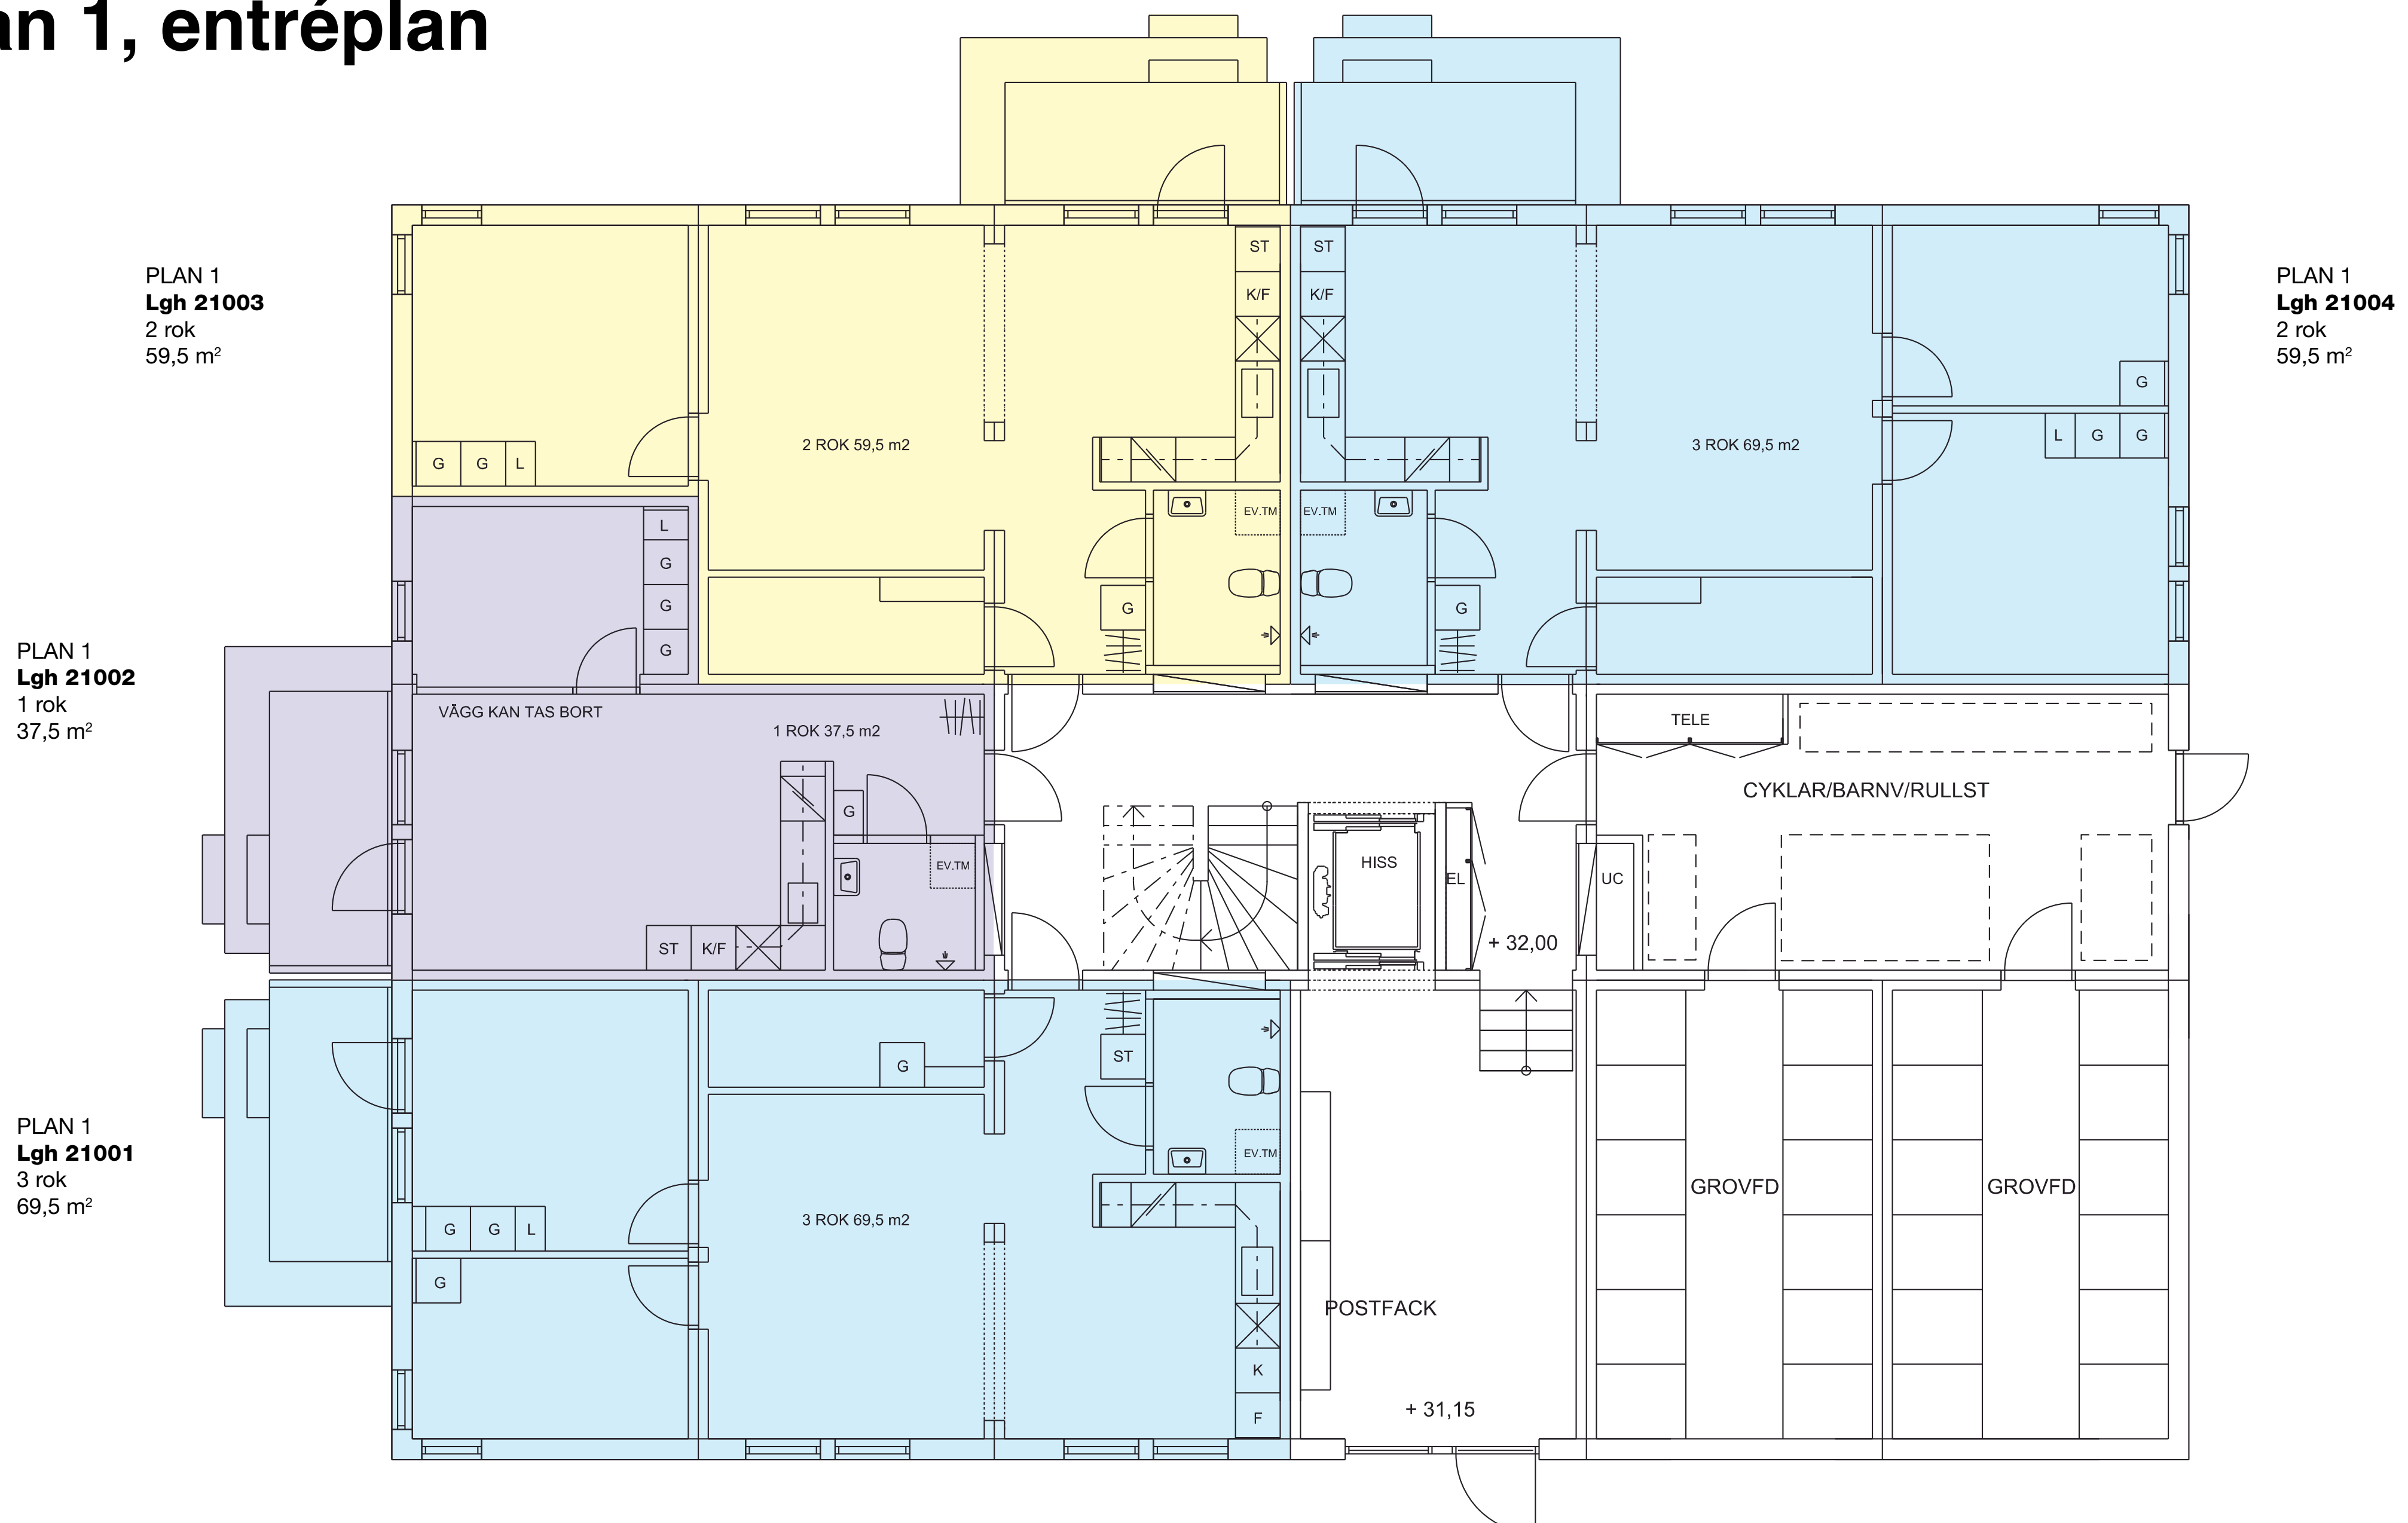 an 1, entréplan
PLAN 1
Lgh 21003
2 rok
59,5 m²
PLAN 1
Lgh 21004
2 rok
59,5 m²
PLAN 1
Lgh 21002
1 rok
37,5 m²
PLAN 1
Lgh 21001
3 rok
69,5 m²
ST
K/F
2 ROK 59,5 m2
G
G
L
EV.TM
G
ST
K/F
3 ROK 69,5 m2
G
L
G
G
EV.TM
G
L
G
G
G
VÄGG KAN TAS BORT
1 ROK 37,5 m2
G
EV.TM
ST
K/F
TELE
CYKLAR/BARNV/RULLST
HISS
EL
UC
+ 32,00
G
ST
EV.TM
G
G
L
G
3 ROK 69,5 m2
K
F
POSTFACK
+ 31,15
GROVFD
GROVFD